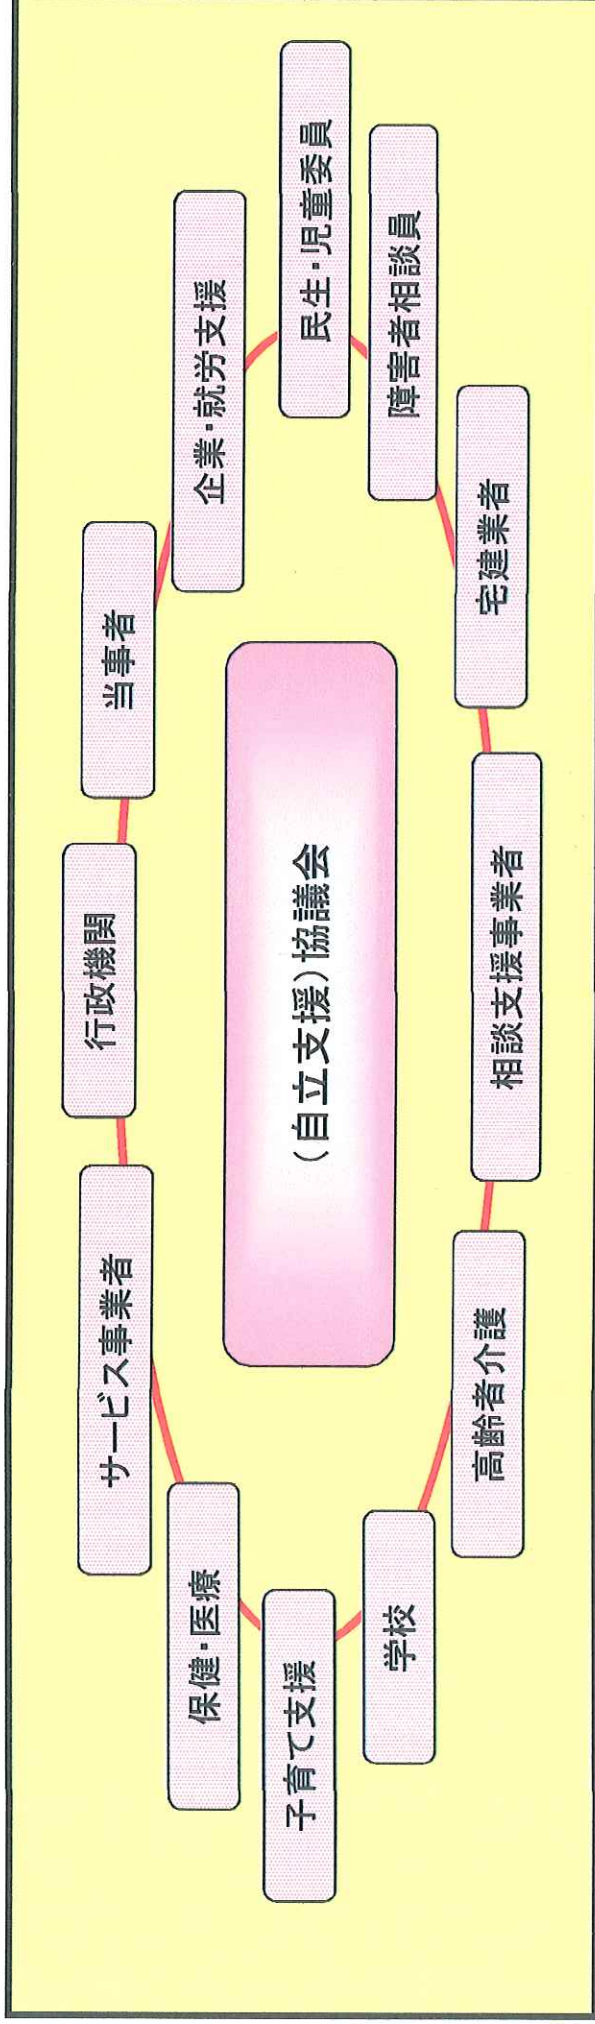 行政機関
サービス事業者
当事者
保健・医療
企業・就労支援
子育て支援
(自立支援)協議会
民生・児童委員
学校
障害者相談員
高齢者介護
宅建業者
相談支援事業者